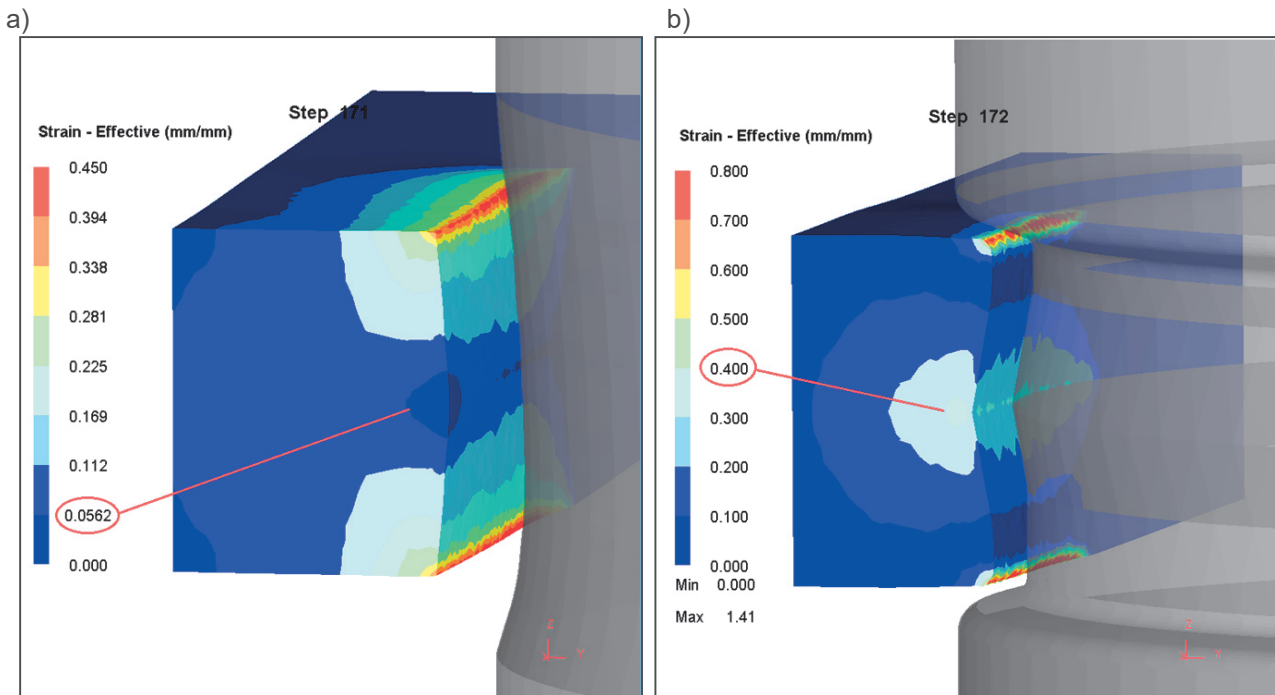 a)
Step 171
Strain - Effective (mm/mm)
0.450
0.394
0.338
0.281
0.225
0.169
0.112
0.0562
0.000
Z
X Y
b)
Step 172
Strain - Effective (mm/mm)
0.800
0.700
0.600
0.500
0.400
0.300
0.200
0.100
0.000
Min 0.000
Max 1.41
Z
X